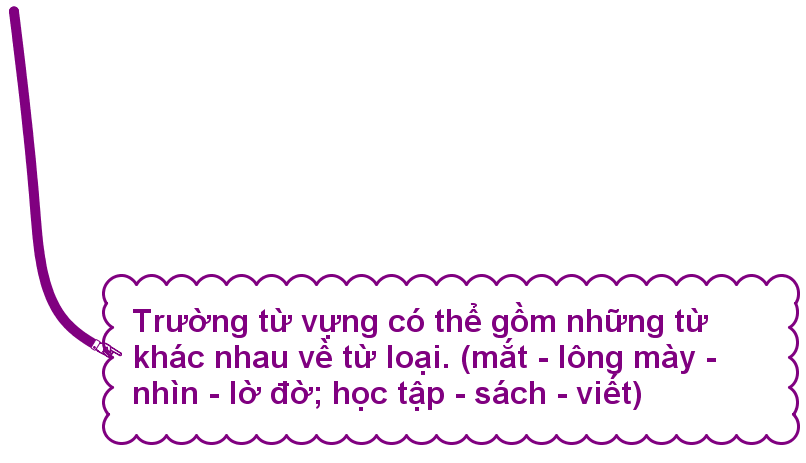 Trường từ vựng có thể gồm những từ
khác nhau về từ loại. (mắt - lông mày -
nhìn - lờ đờ; học tập - sách - viết)